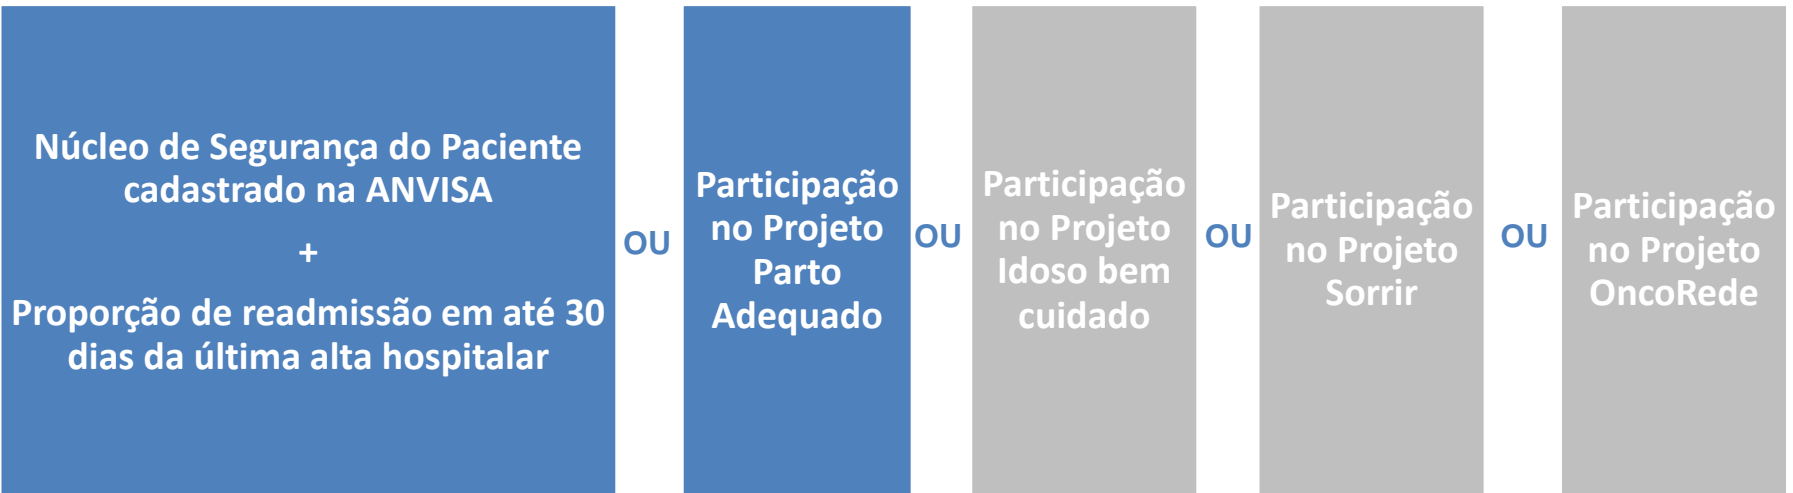 Núcleo de Segurança do Paciente
cadastrado na ANVISA
+
Proporção de readmissão em até 30
dias da última alta hospitalar
OU
Participação
no Projeto
Parto
Adequado
OU
Participação
no Projeto
Idoso bem
cuidado
OU
Participação
no Projeto
Sorrir
OU
Participação
no Projeto
OncoRede